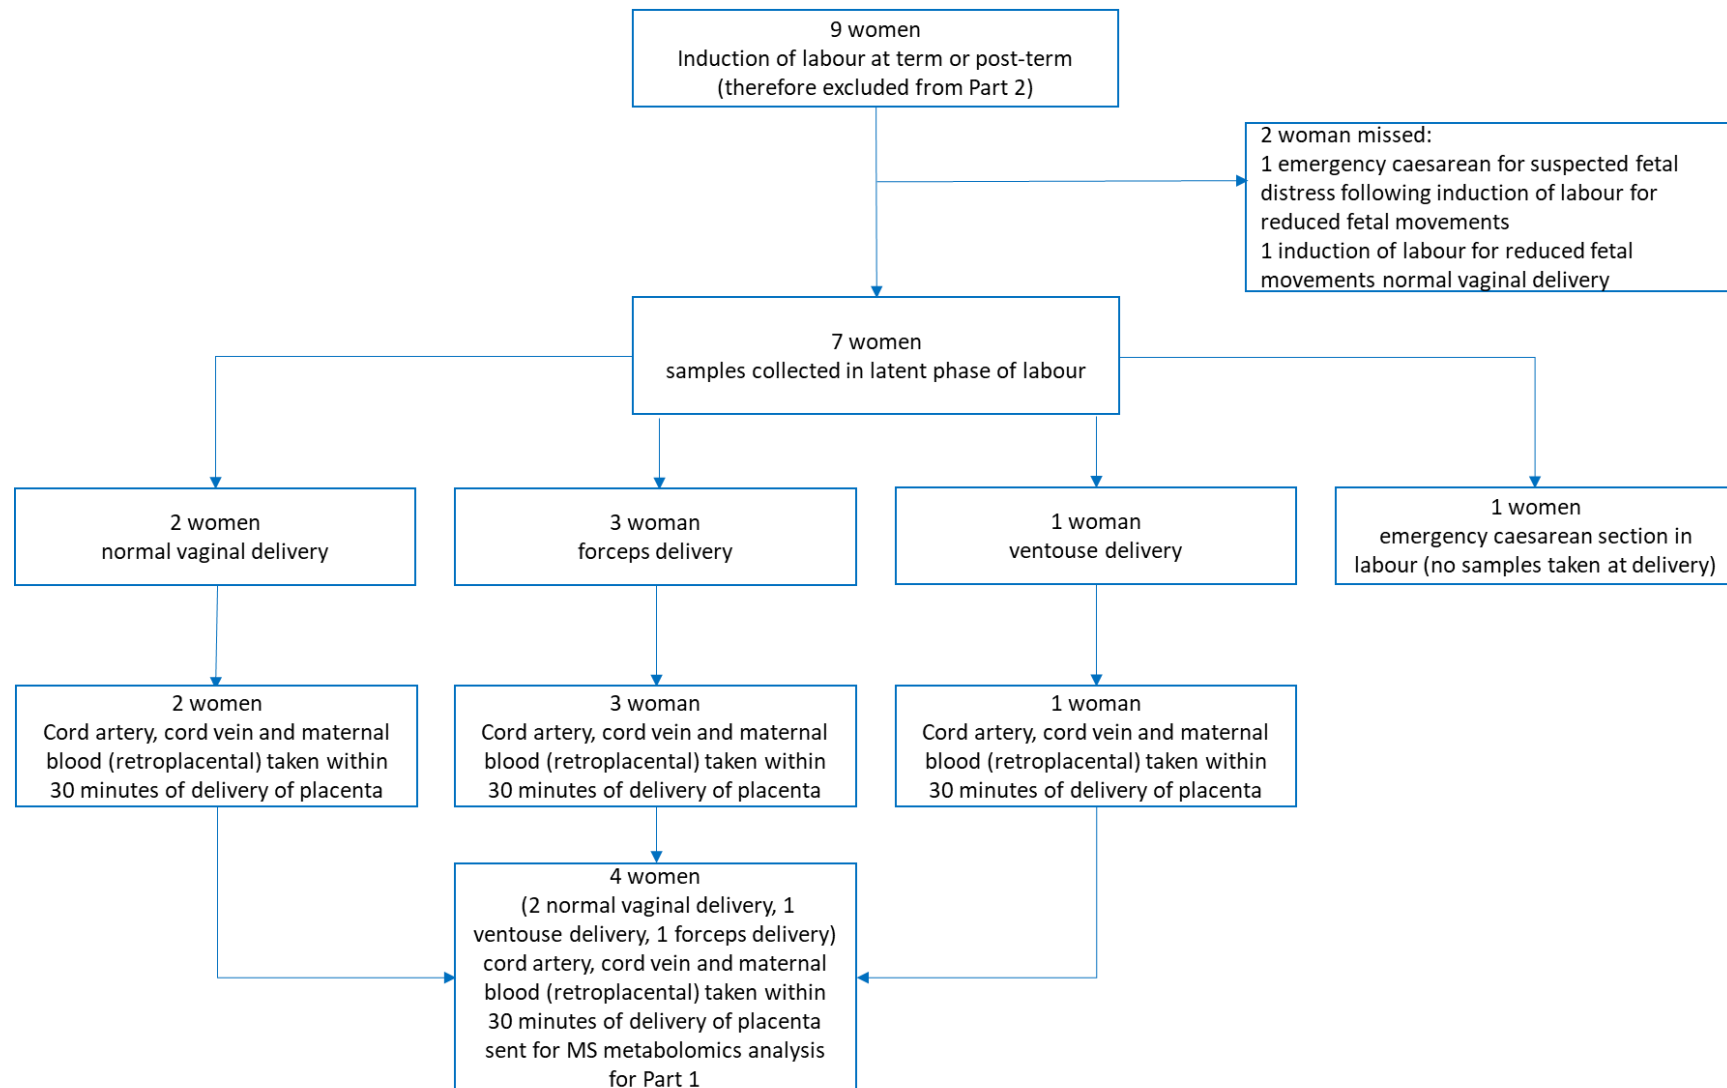 9 women
Induction of labour at term or post-term
(therefore excluded from Part 2)
2 woman missed:
1 emergency caesarean for suspected fetal
distress following induction of labour for
reduced fetal movements
1 induction of labour for reduced fetal
movements normal vaginal delivery
7 women
samples collected in latent phase of labour
2 women
normal vaginal delivery
3 woman
forceps delivery
1 woman
ventouse delivery
1 women
emergency caesarean section in
labour (no samples taken at delivery)
2 women
Cord artery, cord vein and maternal
blood (retroplacental) taken within
30 minutes of delivery of placenta
3 woman
Cord artery, cord vein and maternal
blood (retroplacental) taken within
30 minutes of delivery of placenta
1 woman
Cord artery, cord vein and maternal
blood (retroplacental) taken within
30 minutes of delivery of placenta
4 women
(2 normal vaginal delivery, 1
ventouse delivery, 1 forceps delivery)
cord artery, cord vein and maternal
blood (retroplacental) taken within
30 minutes of delivery of placenta
sent for MS metabolomics analysis
for Part 1